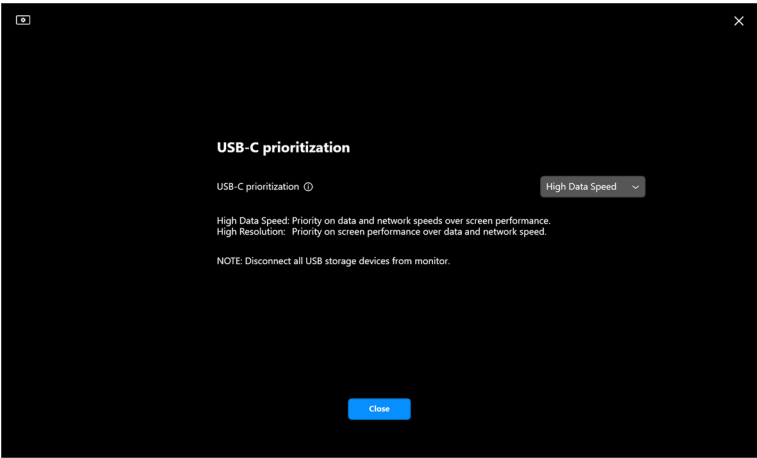 USB-C prioritization
USB-C prioritization
High Data Speed
High Data Speed: Priority on data and network speeds over screen performance.
High Resolution: Priority on screen performance over data and network speed.
NOTE: Disconnect all USB storage devices from monitor.
Close